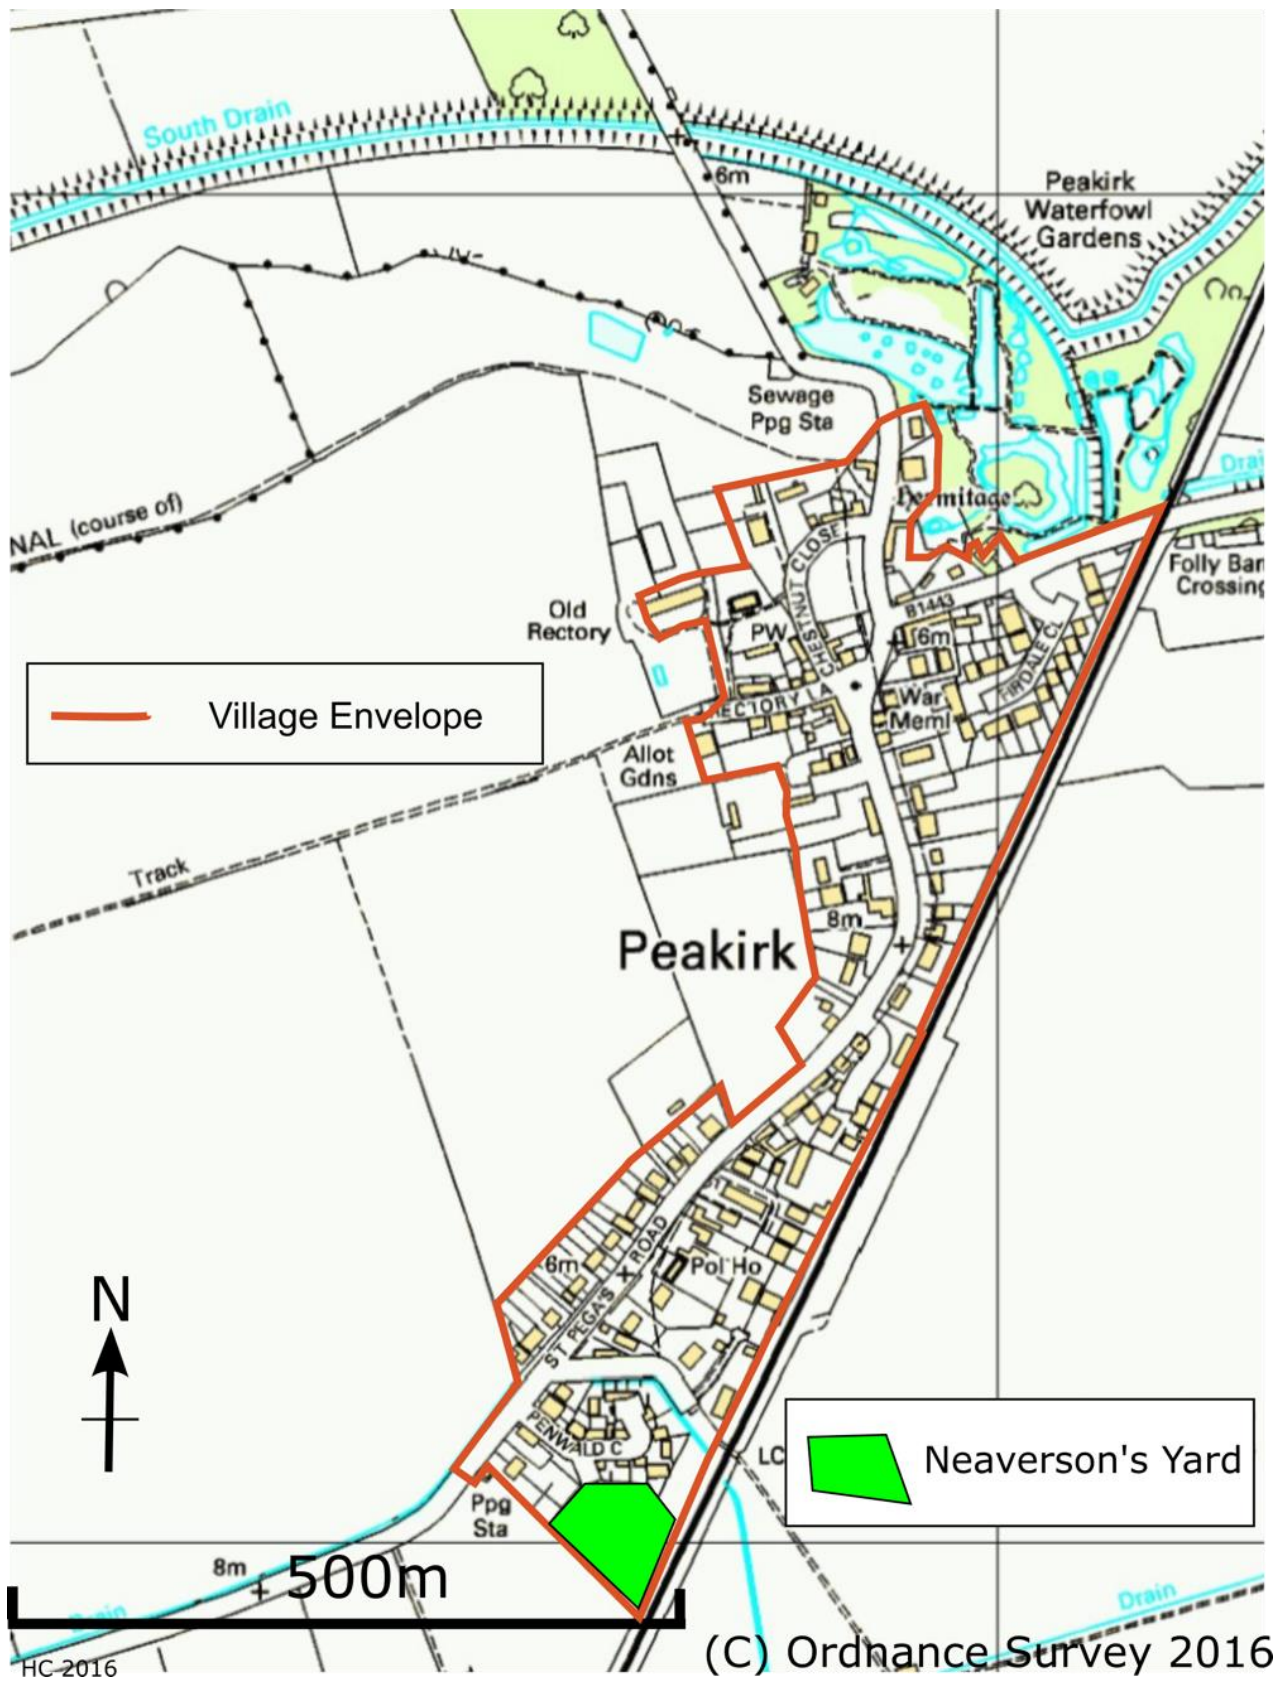 South Drain
6m
Peakirk
Waterfowl
Gardens
Sewage
Ppg Sta
Hermitage
NAL (course of)
CHESTNUT CLOSE
Folly Bar
Crossing
Old
Rectory
B1443
PW
6m
FIRDALE CL
War
Meml
RECTORY LA
Village Envelope
Allot
Gdns
Track
8m
Peakirk
6m
ST PEGA'S ROAD
Pol Ho
N
PENWALD C
LC
Neaverson's Yard
Ppg
Sta
8m
500m
Drain
Drain
(C) Ordnance Survey 2016
HC 2016